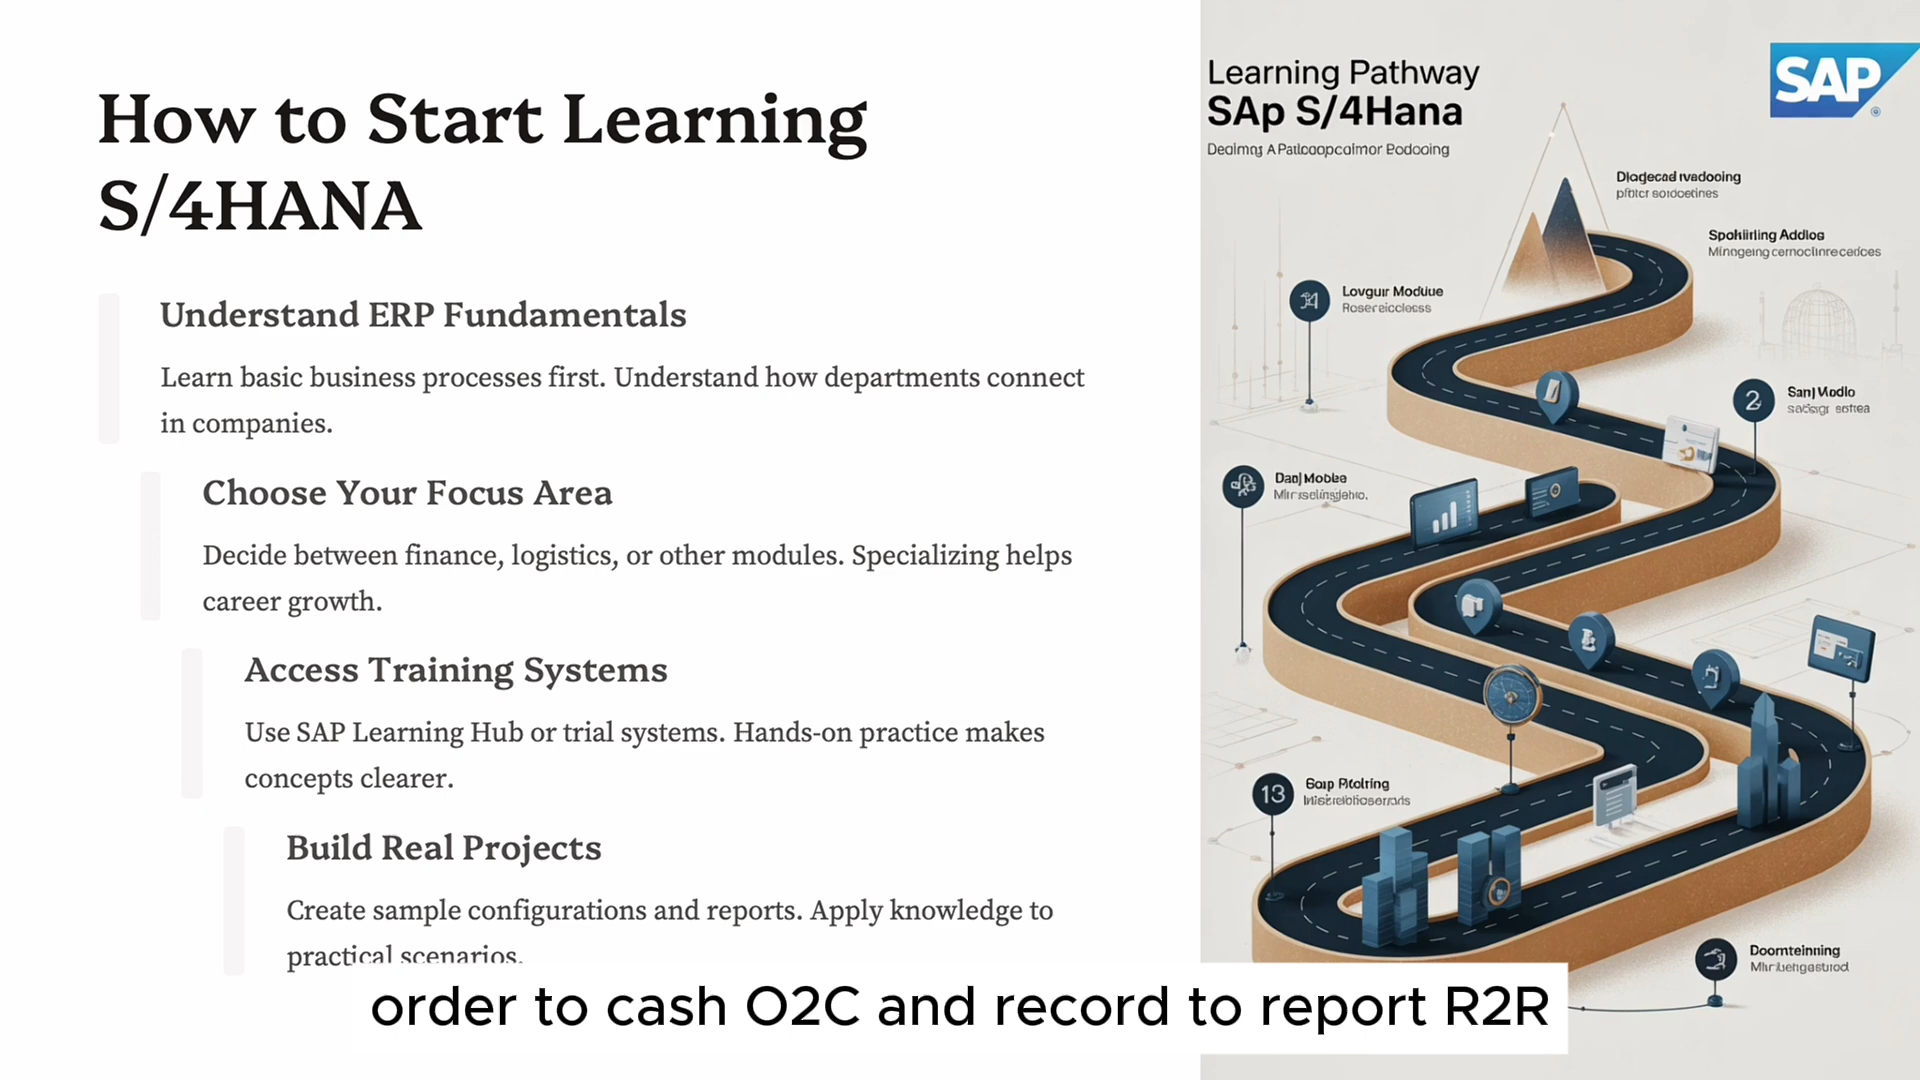 How to Start Learning
S/4HANA
Understand ERP Fundamentals
Learn basic business processes first. Understand how departments connect
in companies.
Choose Your Focus Area
Decide between finance, logistics, or other modules. Specializing helps
career growth.
Access Training Systems
Use SAP Learning Hub or trial systems. Hands-on practice makes
concepts clearer.
Build Real Projects
Create sample configurations and reports. Apply knowledge to
practical scenarios.
order to cash O2C and record to report R2R
Learning Pathway
SAp S/4Hana
SAP
2
13